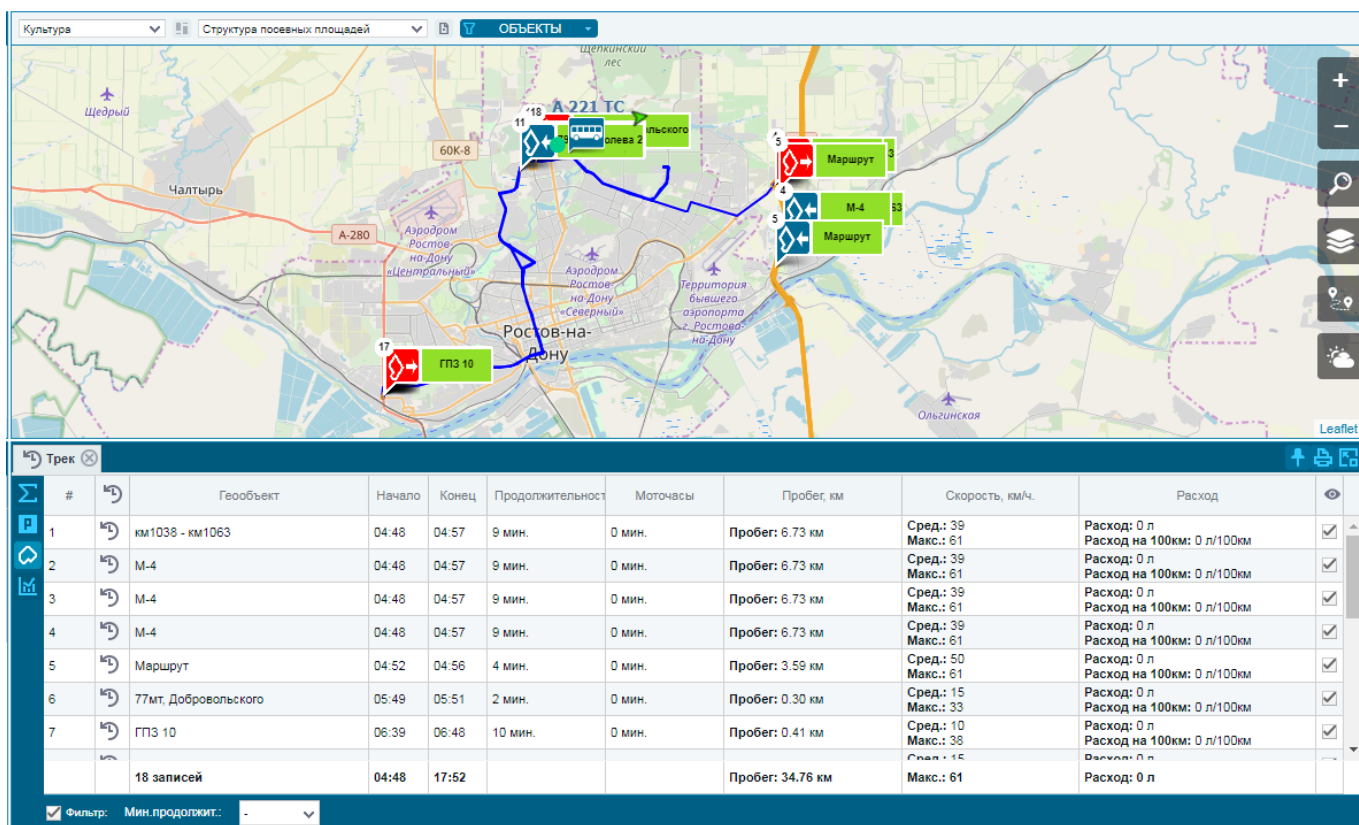 Культура
Структура посевных площадей
ОБЪЕКТЫ
Щепкинский
лес
Щедрый
А 221 ТС
11
18
79
олева 2
льского
60К-8
5
Маршрут
3
Чалтырь
4
М-4
63
5
Маршрут
А-280
Аэродром
Ростов-
на-Дону
«Центральный»
Аэродром
Ростов-
на-Дону
«Северный»
Территория
бывшего
аэропорта
г. Ростова-
на-Дону
Ростов-на-
Дону
17
ГПЗ 10
Ольгинская
Leaflet
Трек
# Геообъект Начало Конец Продолжительност Моточасы Пробег, км Скорость, км/ч. Расход
1 км1038 - км1063 04:48 04:57 9 мин. 0 мин. Пробег: 6.73 км Сред.: 39 Расход: 0 л
Макс.: 61 Расход на 100км: 0 л/100км
2 М-4 04:48 04:57 9 мин. 0 мин. Пробег: 6.73 км Сред.: 39 Расход: 0 л
Макс.: 61 Расход на 100км: 0 л/100км
3 М-4 04:48 04:57 9 мин. 0 мин. Пробег: 6.73 км Сред.: 39 Расход: 0 л
Макс.: 61 Расход на 100км: 0 л/100км
4 М-4 04:48 04:57 9 мин. 0 мин. Пробег: 6.73 км Сред.: 39 Расход: 0 л
Макс.: 61 Расход на 100км: 0 л/100км
5 Маршрут 04:52 04:56 4 мин. 0 мин. Пробег: 3.59 км Сред.: 50 Расход: 0 л
Макс.: 61 Расход на 100км: 0 л/100км
6 77мт, Добровольского 05:49 05:51 2 мин. 0 мин. Пробег: 0.30 км Сред.: 15 Расход: 0 л
Макс.: 33 Расход на 100км: 0 л/100км
7 ГПЗ 10 06:39 06:48 10 мин. 0 мин. Пробег: 0.41 км Сред.: 10 Расход: 0 л
Макс.: 38 Расход на 100км: 0 л/100км
Сред.: 15 Расход: 0 л
18 записей 04:48 17:52 Пробег: 34.76 км Макс.: 61 Расход: 0 л
Фильтр: Мин.продолжит.: -